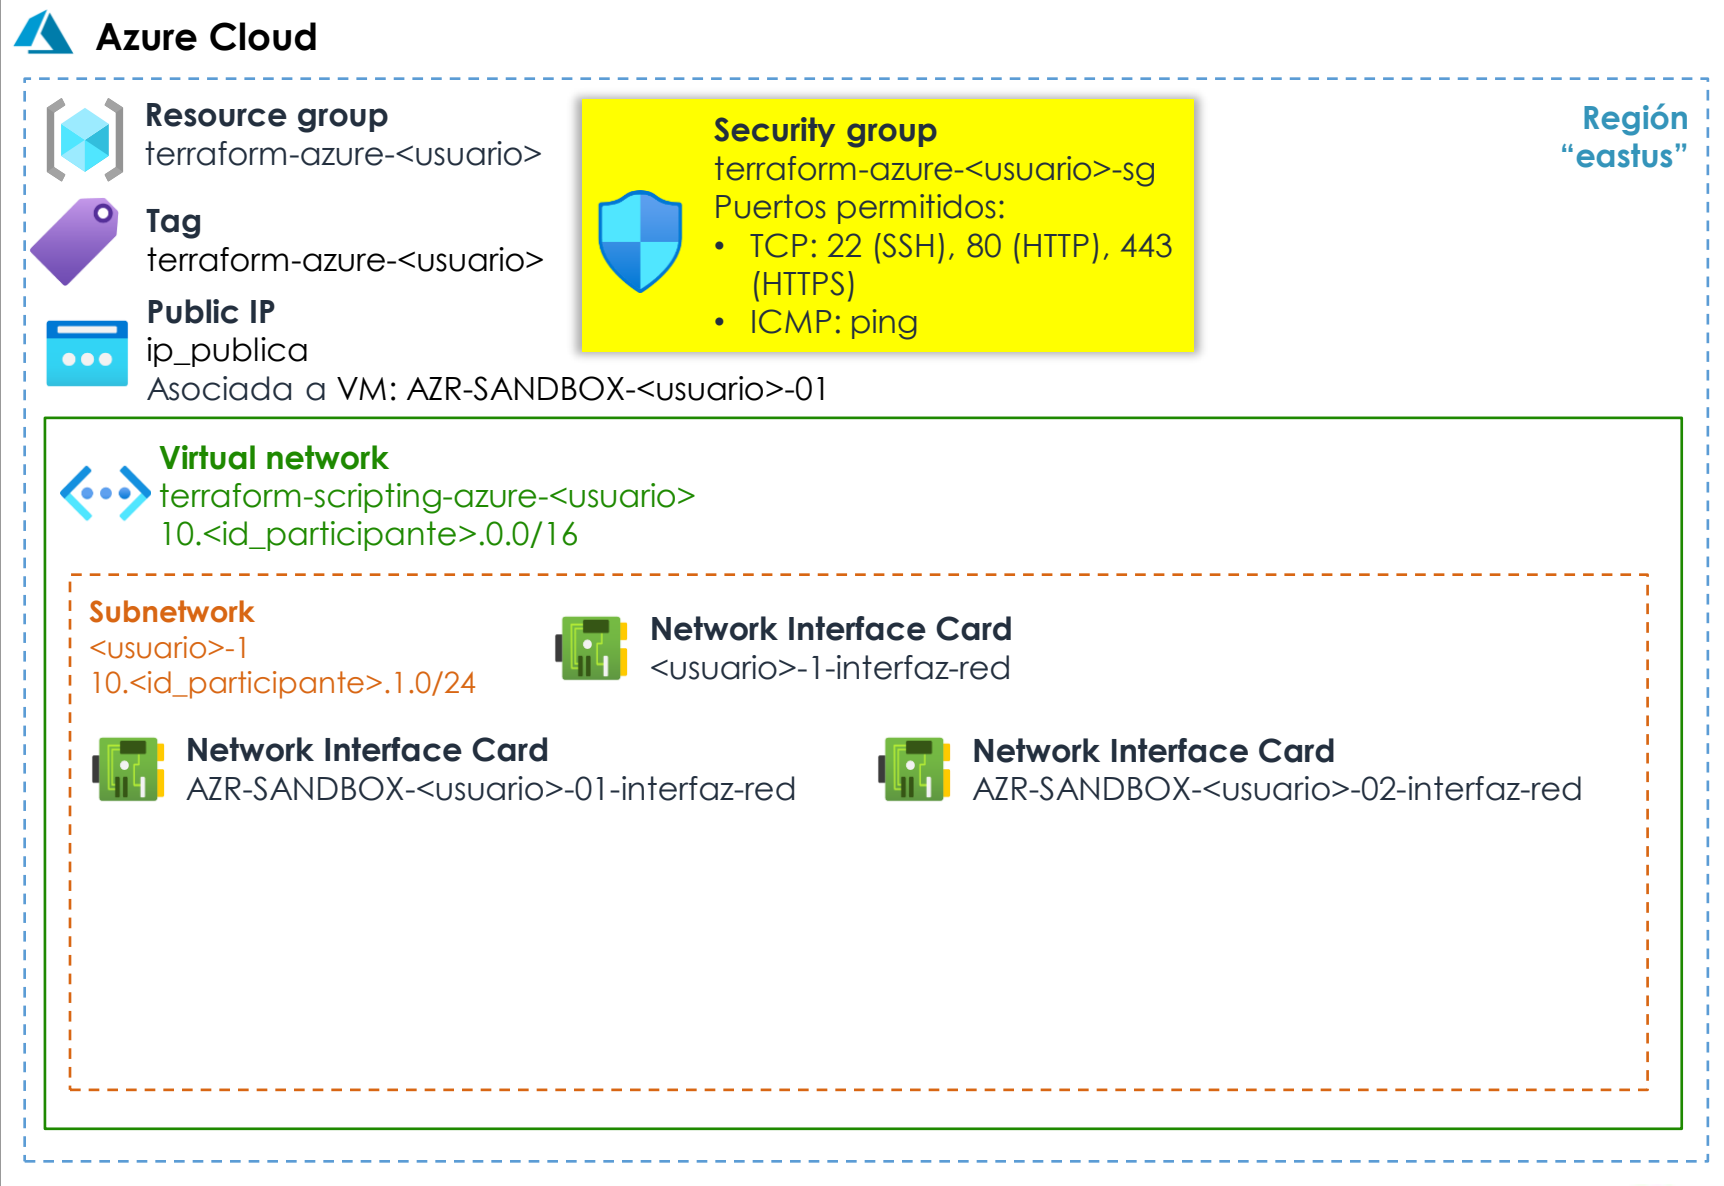 Azure Cloud
Resource group
terraform-azure-<usuario>
Tag
terraform-azure-<usuario>
Public IP
ip_publica
Asociada a VM: AZR-SANDBOX-<usuario>-01
Security group
terraform-azure-<usuario>-sg
Puertos permitidos:
• TCP: 22 (SSH), 80 (HTTP), 443
(HTTPS)
• ICMP: ping
Región
“eastus”
Virtual network
terraform-scripting-azure-<usuario>
10.<id_participante>.0.0/16
Subnetwork
<usuario>-1
10.<id_participante>.1.0/24
Network Interface Card
<usuario>-1-interfaz-red
Network Interface Card
AZR-SANDBOX-<usuario>-01-interfaz-red
Network Interface Card
AZR-SANDBOX-<usuario>-02-interfaz-red